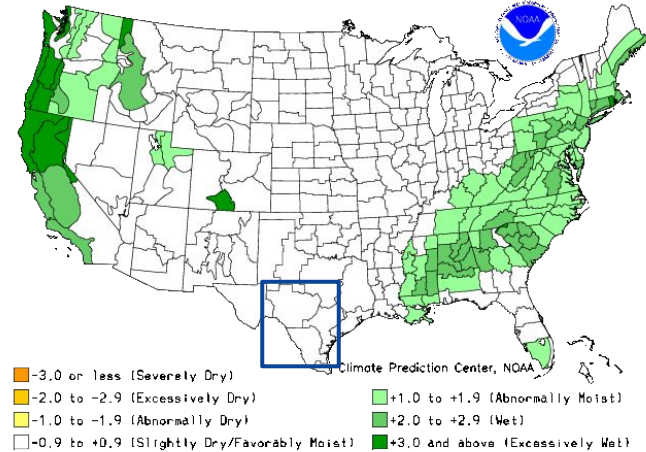 NOAA
Climate Prediction Center, NOAA
-3.0 or less (Severely Dry)
-2.0 to -2.9 (Excessively Dry)
-1.0 to -1.9 (Abnormally Dry)
-0.9 to +0.9 (Slightly Dry/Favorably Moist)
+1.0 to +1.9 (Abnormally Moist)
+2.0 to +2.9 (Wet)
+3.0 and above (Excessively Wet)